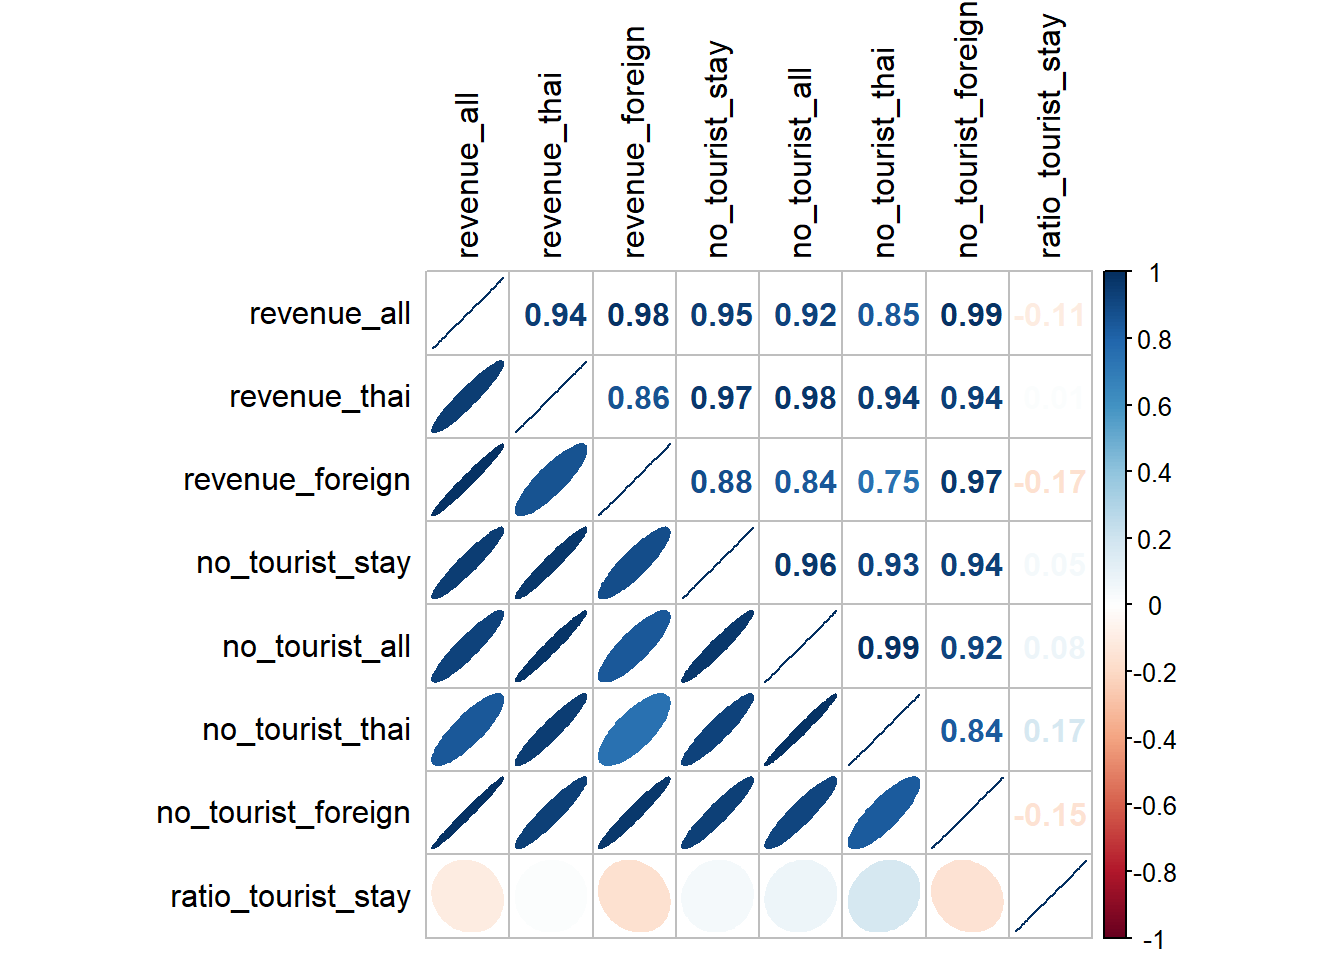 revenue_all
revenue_thai
revenue_foreign
no_tourist_stay
no_tourist_all
no_tourist_thai
no_tourist_foreign
ratio_tourist_stay
revenue_all 0.94 0.98 0.95 0.92 0.85 0.99 -0.11
revenue_thai 0.86 0.97 0.98 0.94 0.94 0.01
revenue_foreign 0.88 0.84 0.75 0.97 -0.17
no_tourist_stay 0.96 0.93 0.94 0.05
no_tourist_all 0.99 0.92 0.08
no_tourist_thai 0.84 0.17
no_tourist_foreign -0.15
ratio_tourist_stay
1
0.8
0.6
0.4
0.2
0
-0.2
-0.4
-0.6
-0.8
-1